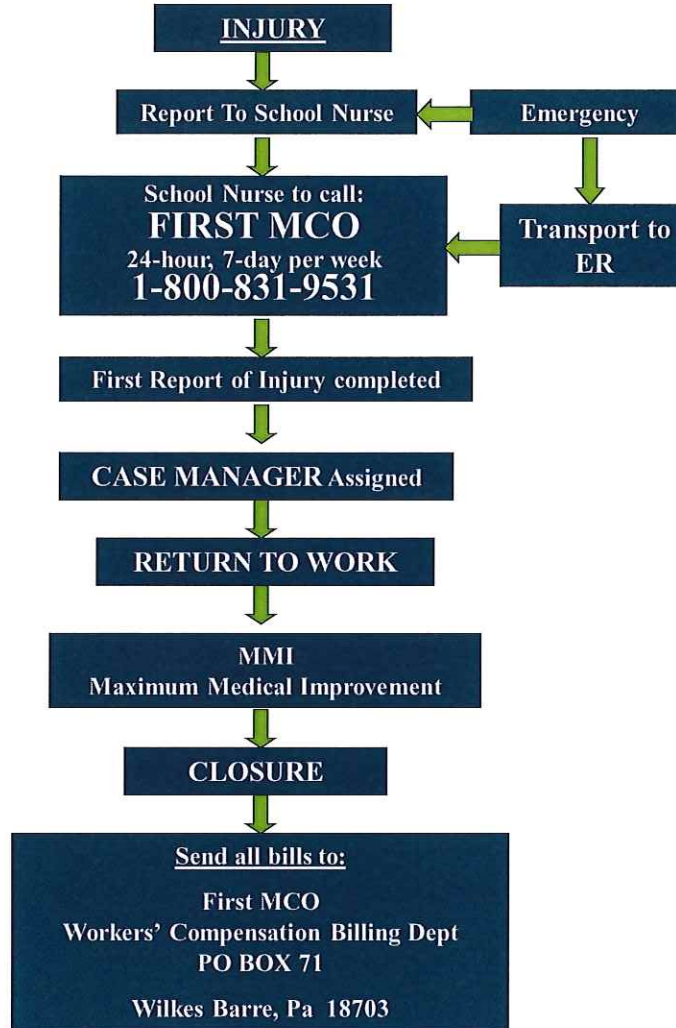 INJURY
Report To School Nurse
Emergency
School Nurse to call:
FIRST MCO
24-hour, 7-day per week
1-800-831-9531
Transport to
ER
First Report of Injury completed
CASE MANAGER Assigned
RETURN TO WORK
MMI
Maximum Medical Improvement
CLOSURE
Send all bills to:
First MCO
Workers' Compensation Billing Dept
PO BOX 71
Wilkes Barre, Pa 18703